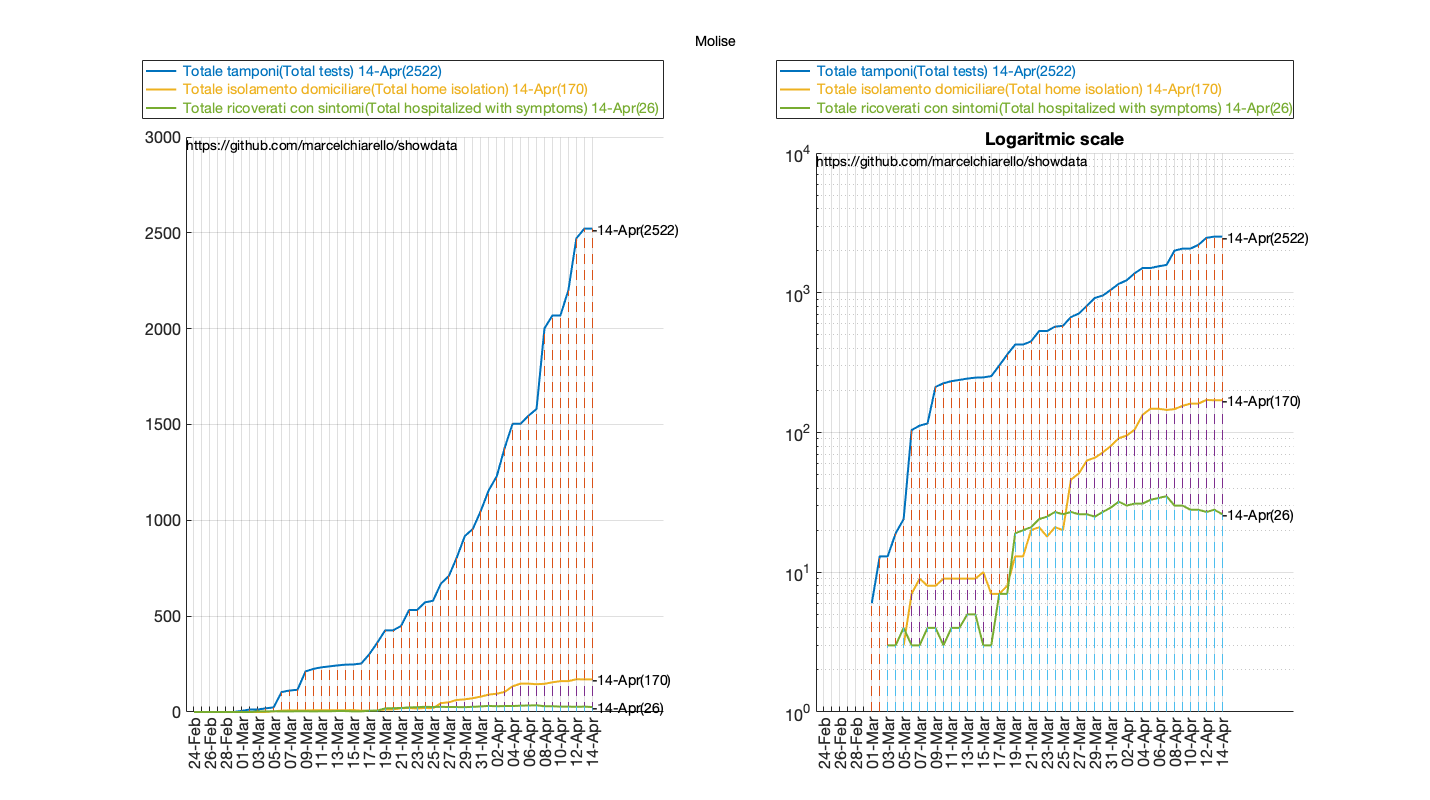 Molise
Totale tamponi(Total tests) 14-Apr(2522)
Totale isolamento domiciliare(Total home isolation) 14-Apr(170)
Totale ricoverati con sintomi(Total hospitalized with symptoms) 14-Apr(26)
3000
https://github.com/marcelchiarello/showdata
2500
14-Apr(2522)
2000
1500
1000
500
14-Apr(170)
0
14-Apr(26)
24-Feb
26-Feb
28-Feb
01-Mar
03-Mar
05-Mar
07-Mar
09-Mar
11-Mar
13-Mar
15-Mar
17-Mar
19-Mar
21-Mar
23-Mar
25-Mar
27-Mar
29-Mar
31-Mar
02-Apr
04-Apr
06-Apr
08-Apr
10-Apr
12-Apr
14-Apr
Totale tamponi(Total tests) 14-Apr(2522)
Totale isolamento domiciliare(Total home isolation) 14-Apr(170)
Totale ricoverati con sintomi(Total hospitalized with symptoms) 14-Apr(26)
Logaritmic scale
10^4
https://github.com/marcelchiarello/showdata
14-Apr(2522)
10^3
10^2
14-Apr(170)
14-Apr(26)
10^1
10^0
24-Feb
26-Feb
28-Feb
01-Mar
03-Mar
05-Mar
07-Mar
09-Mar
11-Mar
13-Mar
15-Mar
17-Mar
19-Mar
21-Mar
23-Mar
25-Mar
27-Mar
29-Mar
31-Mar
02-Apr
04-Apr
06-Apr
08-Apr
10-Apr
12-Apr
14-Apr